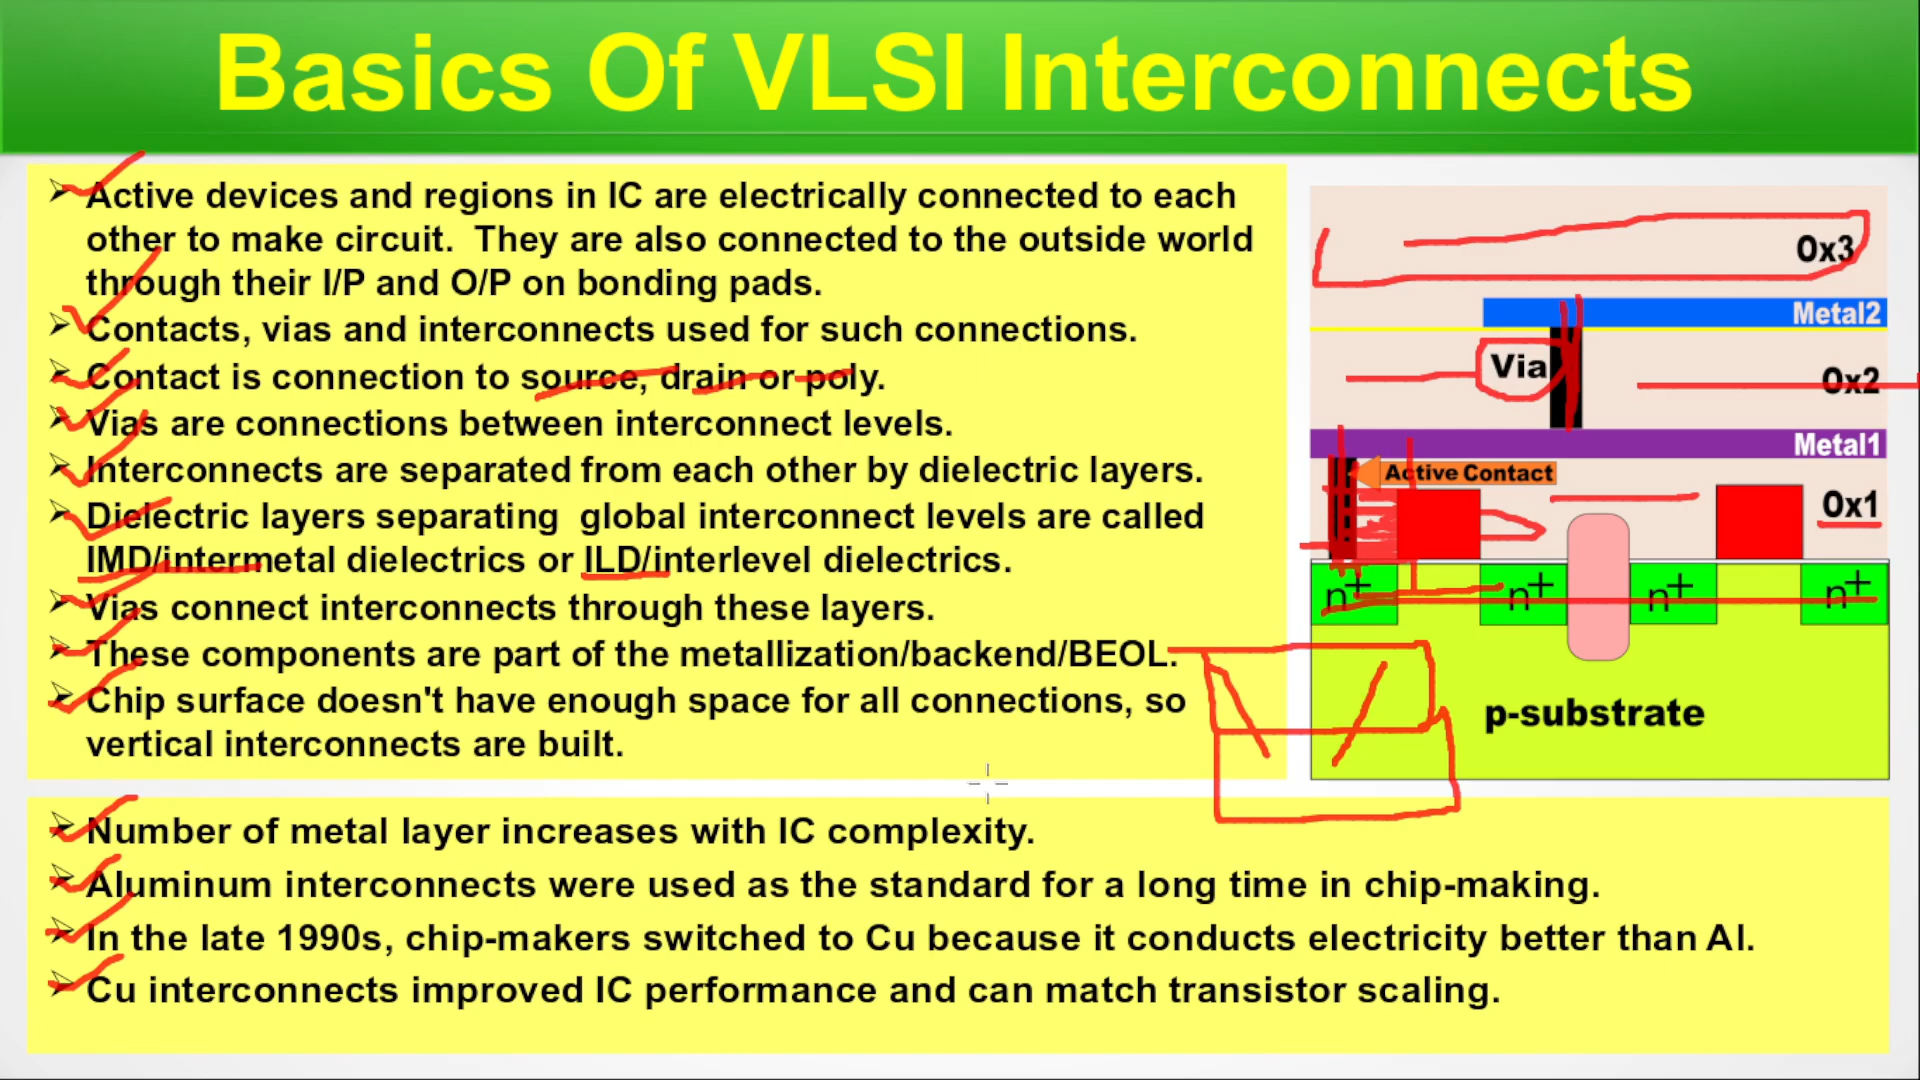 Basics Of VLSI Interconnects
Active devices and regions in IC are electrically connected to each
other to make circuit. They are also connected to the outside world
through their I/P and O/P on bonding pads.
Contacts, vias and interconnects used for such connections.
Contact is connection to source, drain or poly.
Vias are connections between interconnect levels.
Interconnects are separated from each other by dielectric layers.
Dielectric layers separating global interconnect levels are called
IMD/intermetal dielectrics or ILD/interlevel dielectrics.
Vias connect interconnects through these layers.
These components are part of the metallization/backend/BEOL.
Chip surface doesn't have enough space for all connections, so
vertical interconnects are built.
Ox3
Metal2
Via
Ox2
Metal1
Active Contact
Ox1
n+ n+ n+ n+
p-substrate
Number of metal layer increases with IC complexity.
Aluminum interconnects were used as the standard for a long time in chip-making.
In the late 1990s, chip-makers switched to Cu because it conducts electricity better than Al.
Cu interconnects improved IC performance and can match transistor scaling.